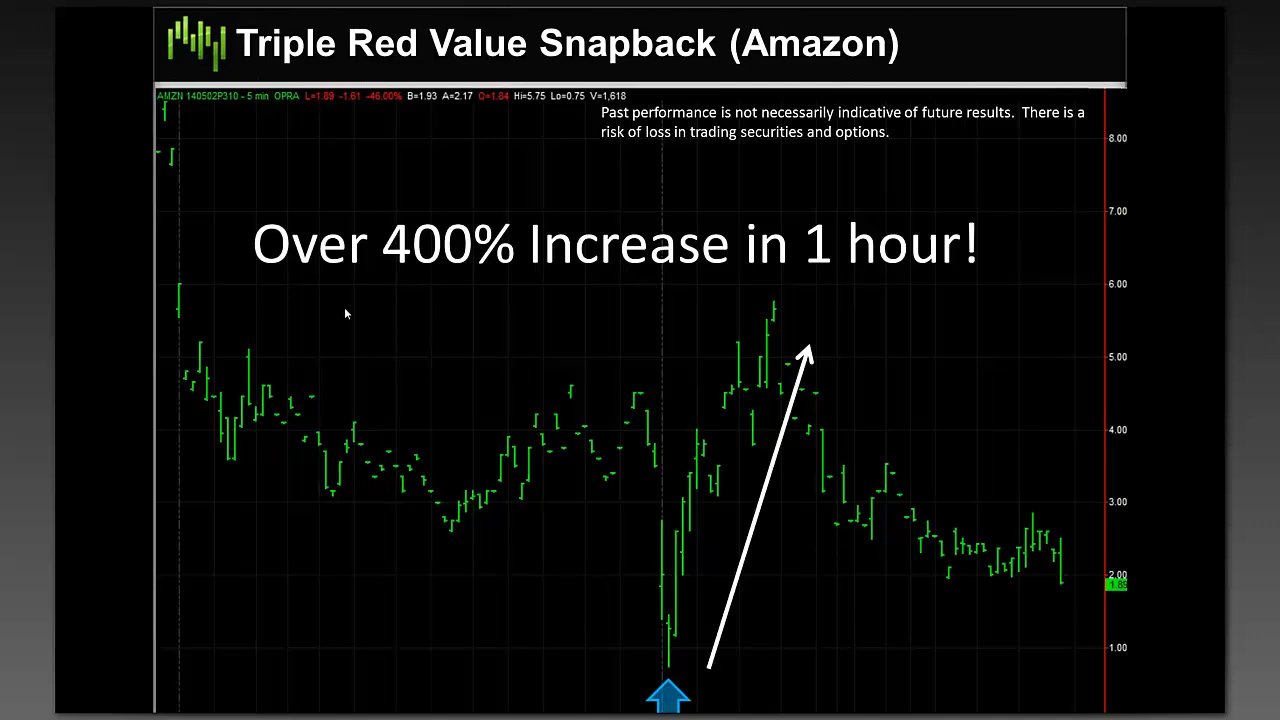 Triple Red Value Snapback (Amazon)
AMZN 140502P310 - 5 min OPRA L=1.89 -1.61 -46.00% B=1.93 A=2.17 O=1.84 Hi=5.75 Lo=0.75 V=1,618
Past performance is not necessarily indicative of future results. There is a
risk of loss in trading securities and options.
8.00
7.00
Over 400% Increase in 1 hour!
6.00
5.00
4.00
3.00
2.00
1.89
1.00